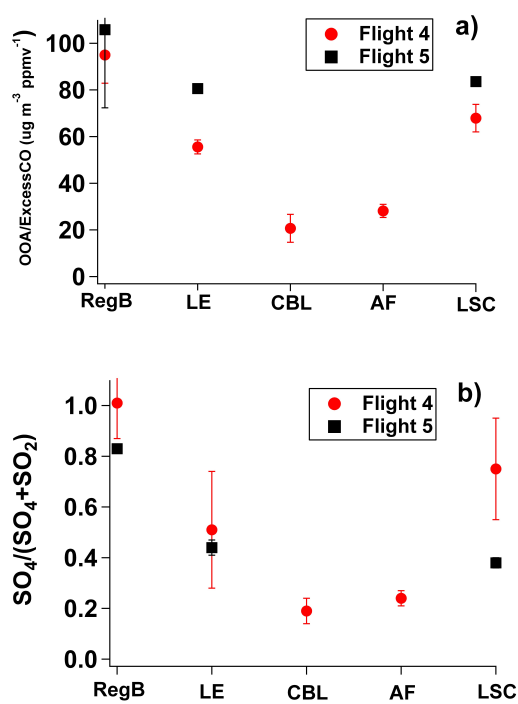 a)
Flight 4
Flight 5
OOA/ExcessCO (ug m⁻³ ppmv⁻¹)
100
80
60
40
20
0
RegB LE CBL AF LSC
b)
Flight 4
Flight 5
SO₄/(SO₄+SO₂)
1.0
0.8
0.6
0.4
0.2
0.0
RegB LE CBL AF LSC